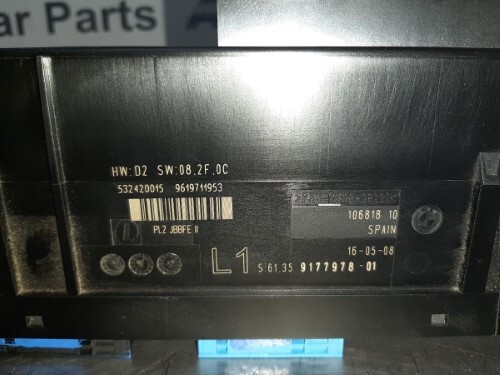 ar Parts
HW:D2 SW:08.2F.0C
532420015 9619711953
PL2 JBBFE II
106818 10
SPAIN
16-05-08
L1 S 61.35 9177978-01